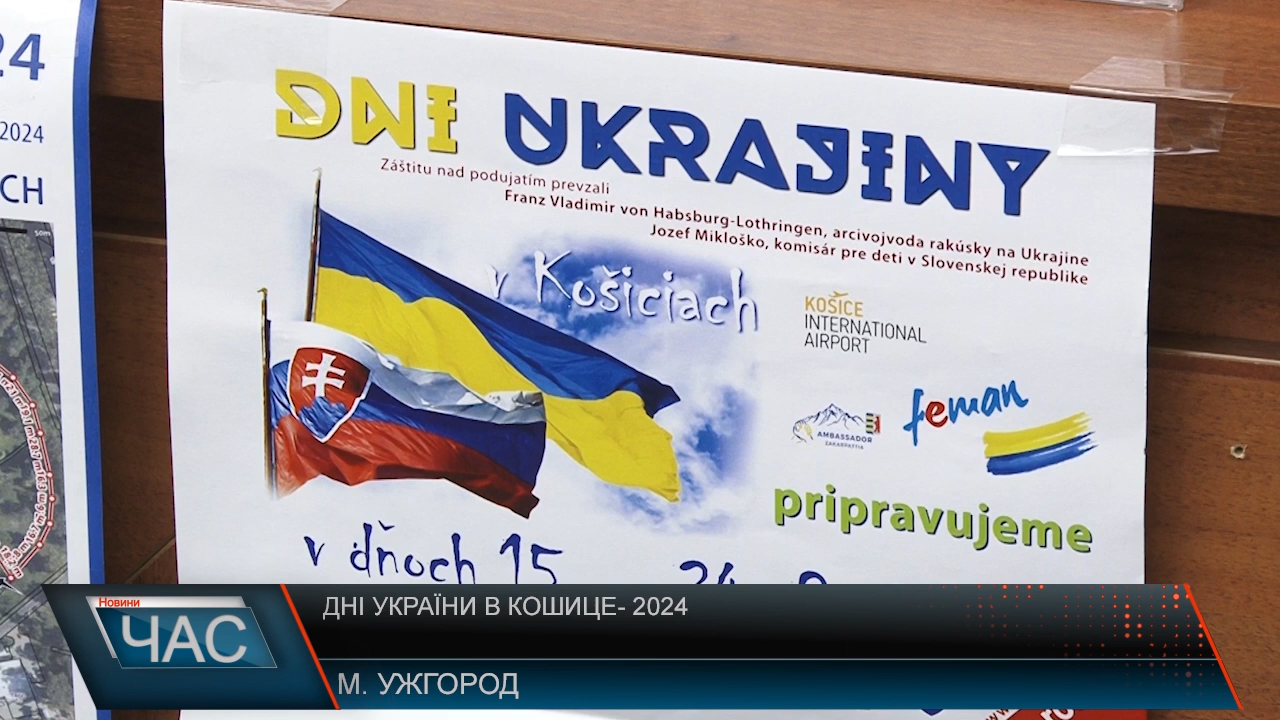 24
2024
CH
50m
DNI UKRAJINY
Záštitu nad podujatím prevzali
Franz Vladimir von Habsburg-Lothringen, arcivojvoda rakúsky na Ukrajine
Jozef Mikloško, komisár pre deti v Slovenskej republike
v Košiciach
KOŠICE
INTERNATIONAL
AIRPORT
AMBASSADOR
ZAKARPATTIA
feman
pripravujeme
v dňoch 15
Новини
ЧАС
ДНІ УКРАЇНИ В КОШИЦЕ- 2024
М. УЖГОРОД